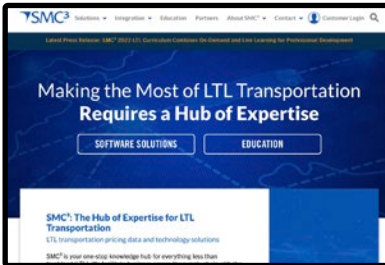 SMC³ Solutions Integration Education Partners About SMC³ Contact Customer Login
Latest Press Release: SMC³ 2022 LTL Curriculum Combines On-Demand and Live Learning for Professional Development
Making the Most of LTL Transportation
Requires a Hub of Expertise
SOFTWARE SOLUTIONS EDUCATION
SMC³: The Hub of Expertise for LTL
Transportation
LTL transportation pricing data and technology solutions
SMC³ is your one-stop knowledge hub for everything less than